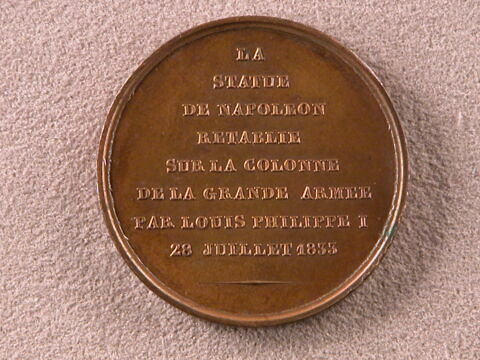 LA
STATUE
DE NAPOLEON
RETABLIE
SUR LA COLONNE
DE LA GRANDE ARMEE
PAR LOUIS PHILIPPE I
28 JUILLET 1833